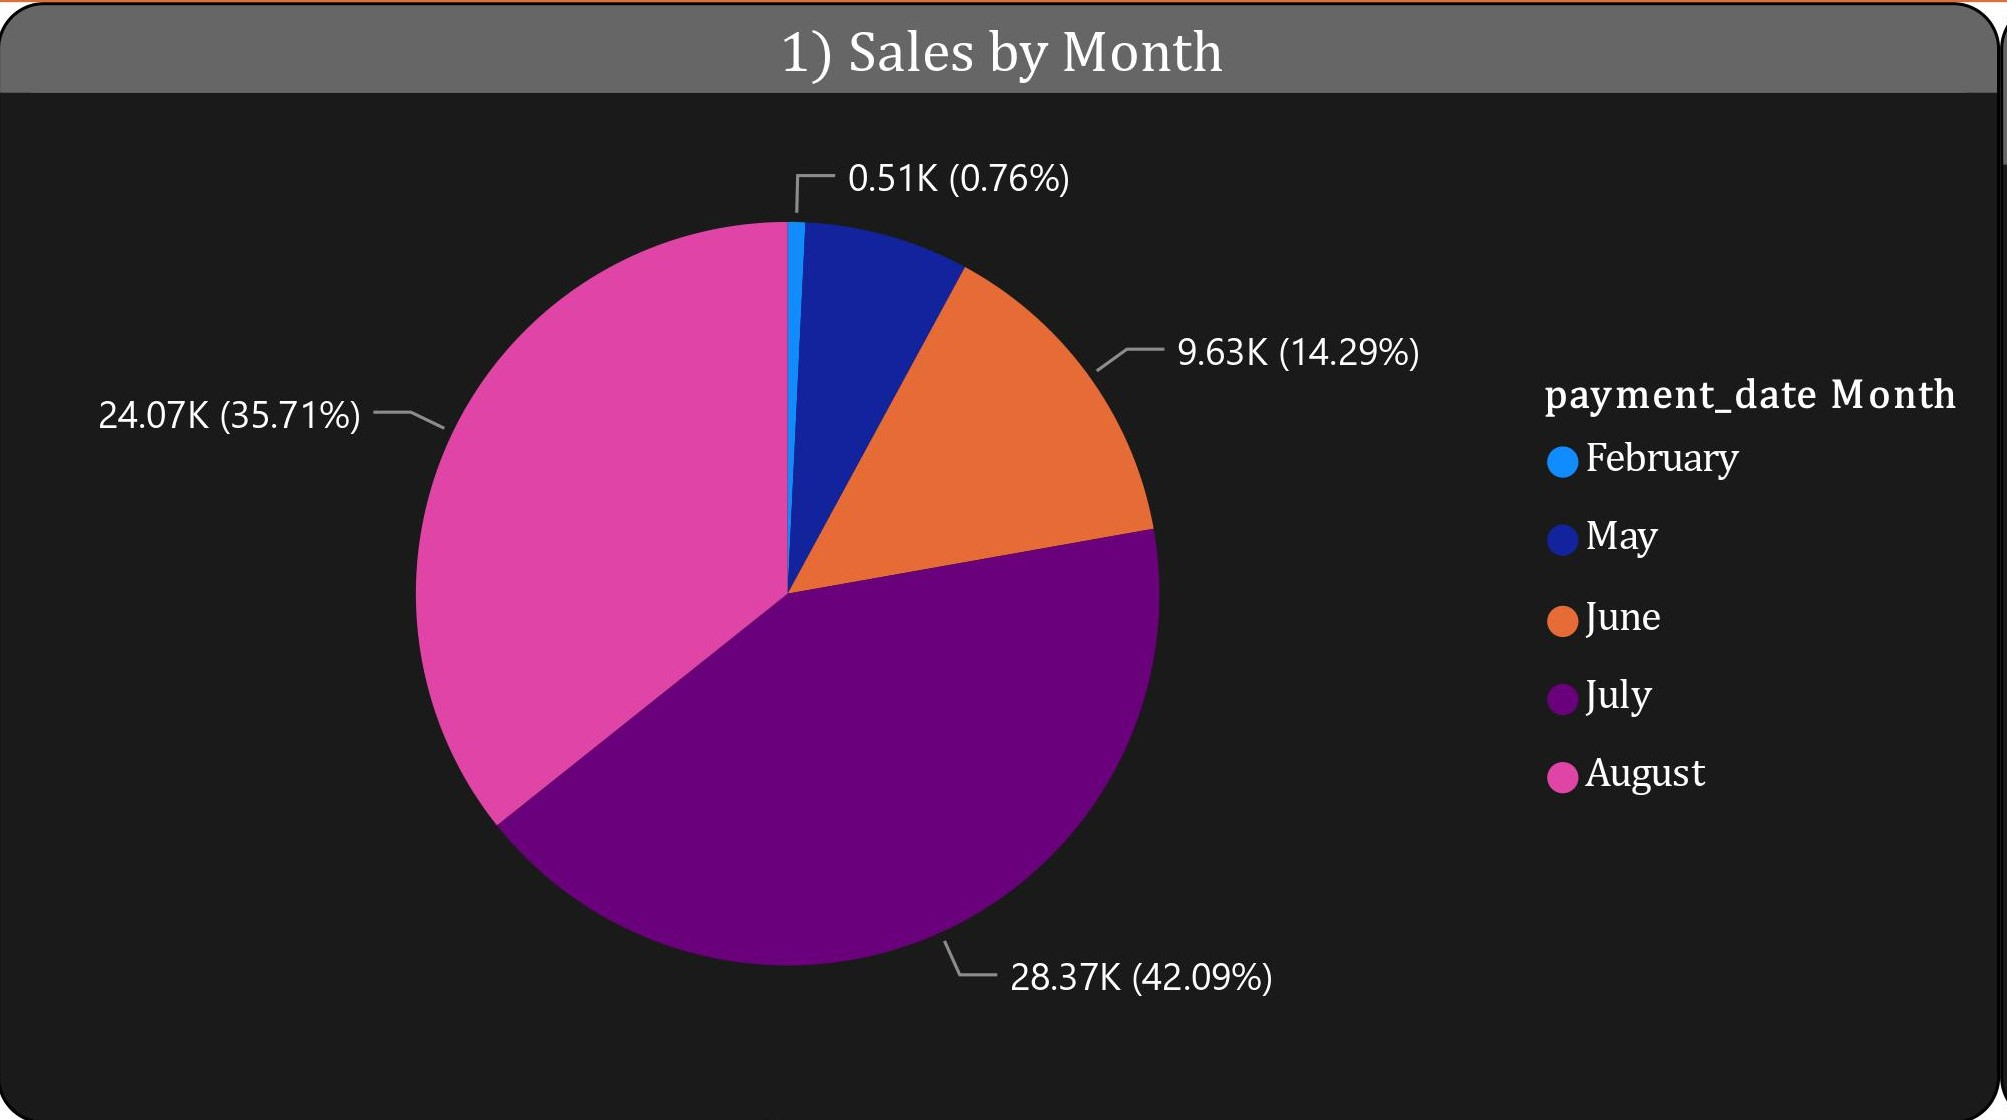 1) Sales by Month
0.51K (0.76%)
9.63K (14.29%)
24.07K (35.71%)
28.37K (42.09%)
payment_date Month
February
May
June
July
August